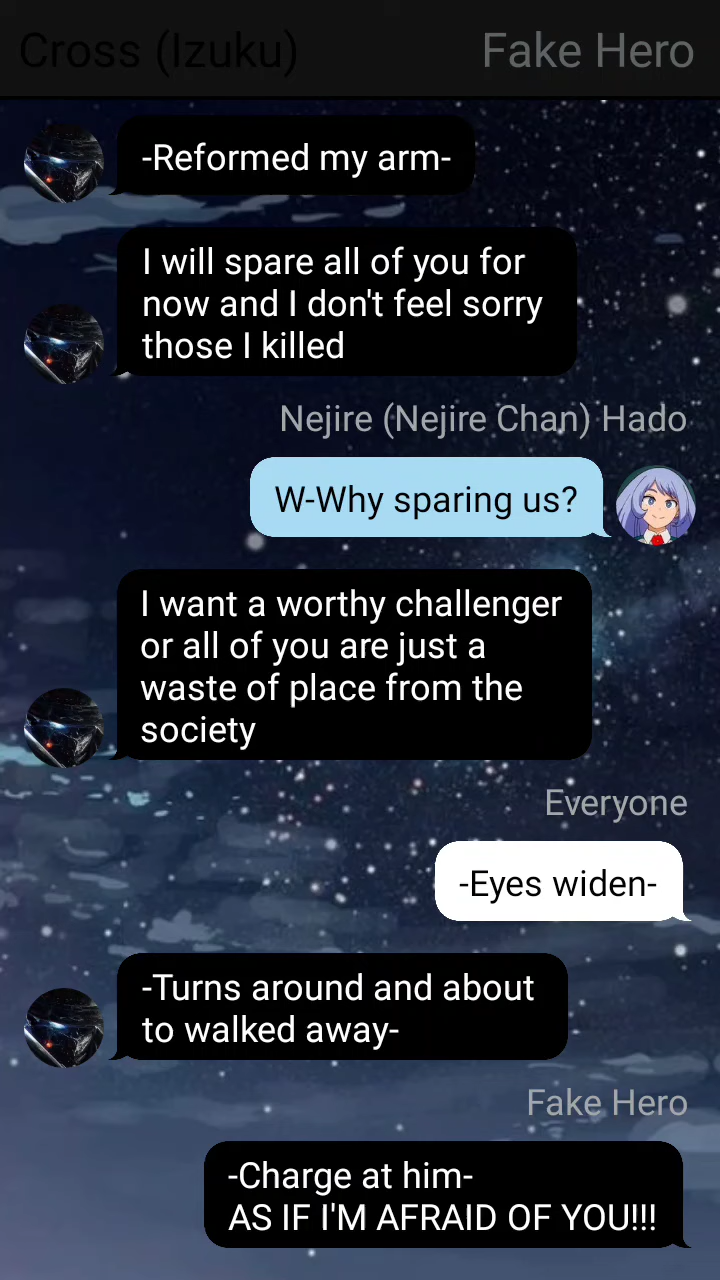 Cross (Izuku) Fake Hero
-Reformed my arm-
I will spare all of you for
now and I don't feel sorry
those I killed
Nejire (Nejire Chan) Hado
W-Why sparing us?
I want a worthy challenger
or all of you are just a
waste of place from the
society
Everyone
-Eyes widen-
-Turns around and about
to walked away-
Fake Hero
-Charge at him-
AS IF I'M AFRAID OF YOU!!!